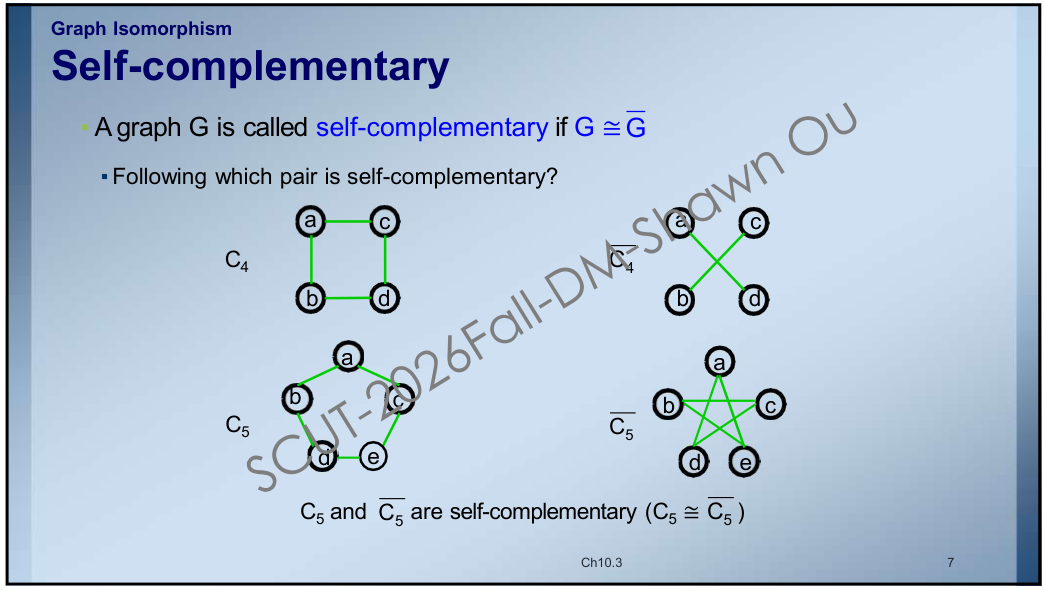 Graph Isomorphism
Self-complementary
▪ A graph G is called self-complementary if G ≅ G̅
▪ Following which pair is self-complementary?
a c a c
C₄ C̅₄
b d b d
a a
b c b c
C₅ C̅₅
d e d e
C₅ and C̅₅ are self-complementary (C₅ ≅ C̅₅ )
Ch10.3 7
SCUT-2026Fall-DM-Shawn Ou